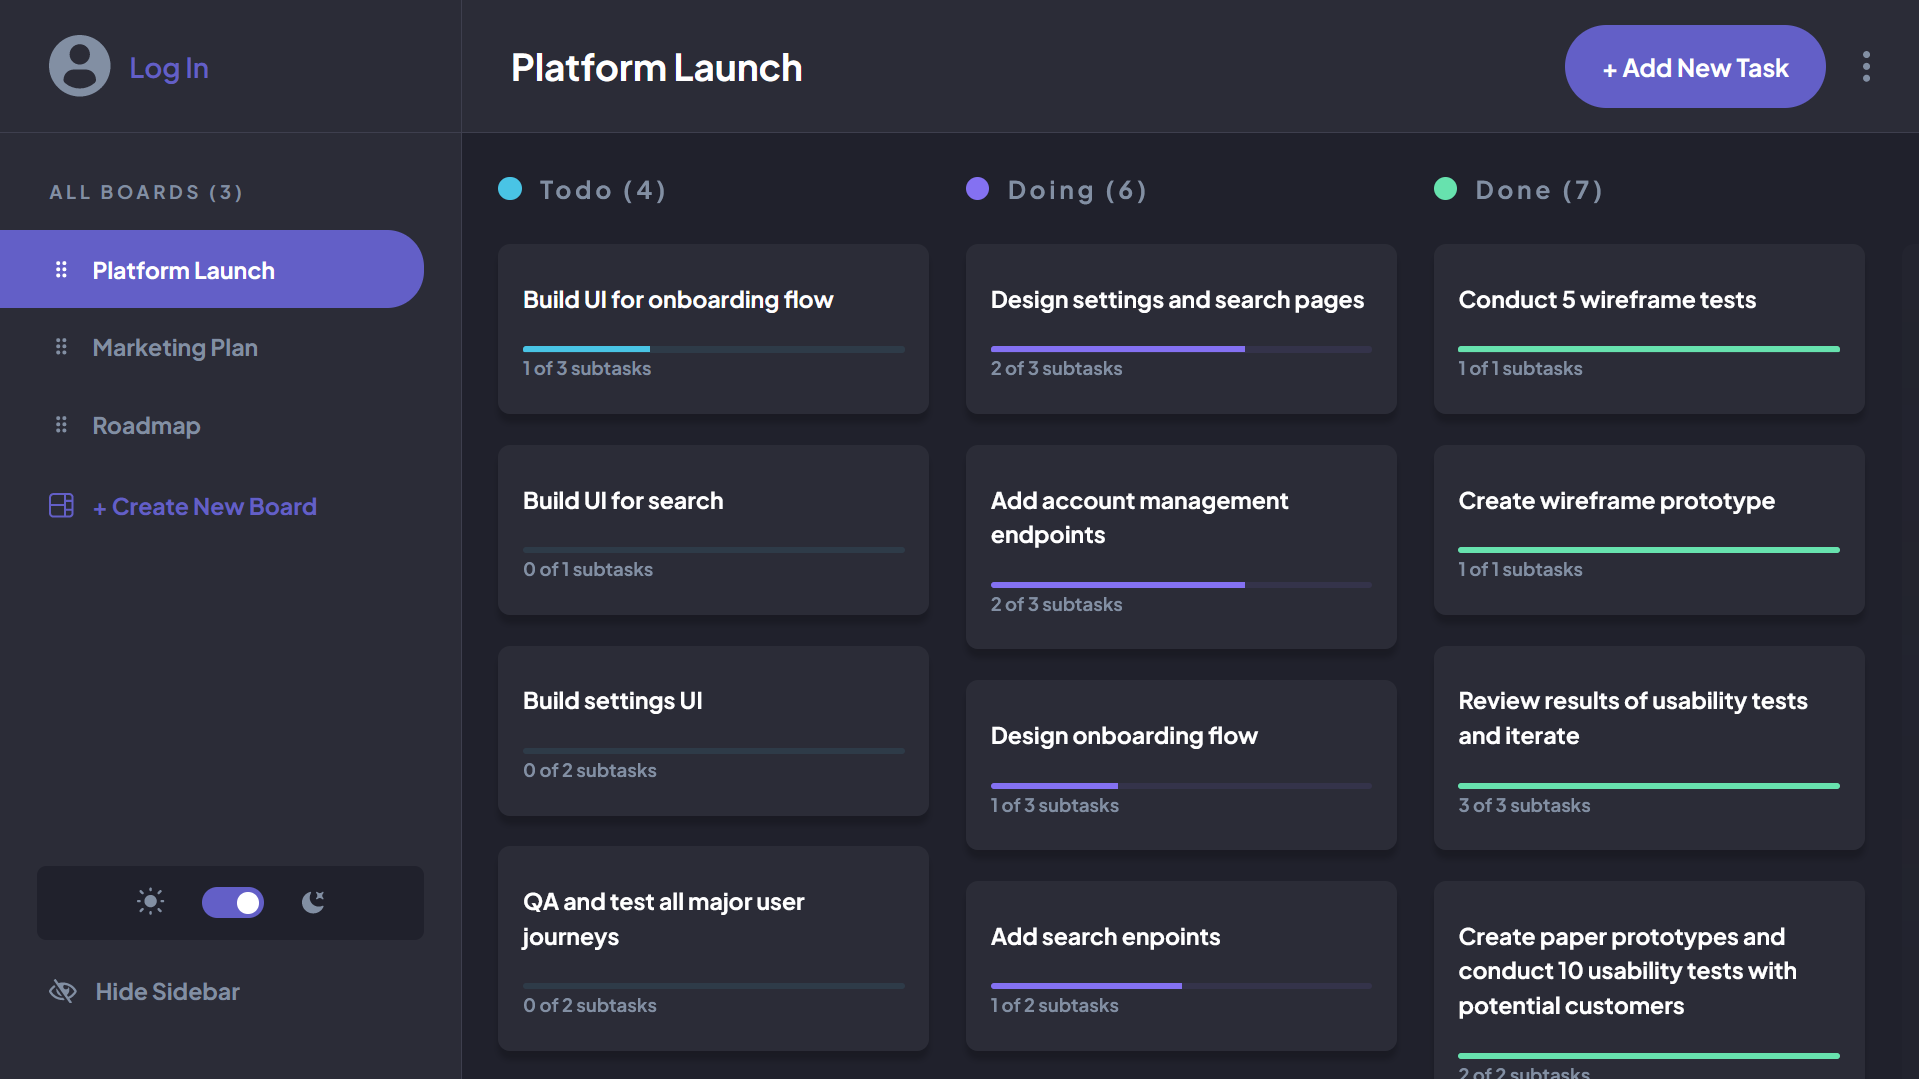 Log In
Platform Launch
+ Add New Task
ALL BOARDS (3)
Platform Launch
Marketing Plan
Roadmap
+ Create New Board
Hide Sidebar
Todo (4)
Build UI for onboarding flow
1 of 3 subtasks
Build UI for search
0 of 1 subtasks
Build settings UI
0 of 2 subtasks
QA and test all major user
journeys
0 of 2 subtasks
Doing (6)
Design settings and search pages
2 of 3 subtasks
Add account management
endpoints
2 of 3 subtasks
Design onboarding flow
1 of 3 subtasks
Add search enpoints
1 of 2 subtasks
Done (7)
Conduct 5 wireframe tests
1 of 1 subtasks
Create wireframe prototype
1 of 1 subtasks
Review results of usability tests
and iterate
3 of 3 subtasks
Create paper prototypes and
conduct 10 usability tests with
potential customers
2 of 2 subtasks